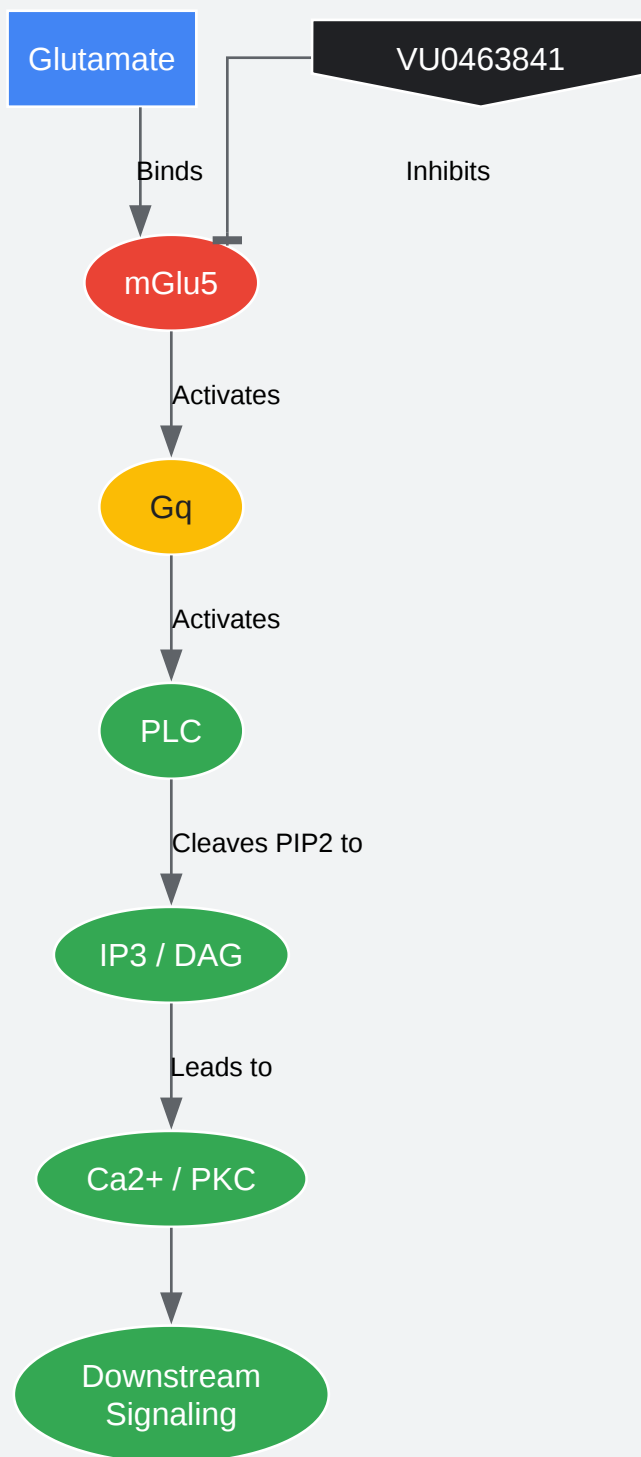 Glutamate
VU0463841
Binds
Inhibits
mGlu5
Activates
Gq
Activates
PLC
Cleaves PIP2 to
IP3 / DAG
Leads to
Ca2+ / PKC
Downstream
Signaling